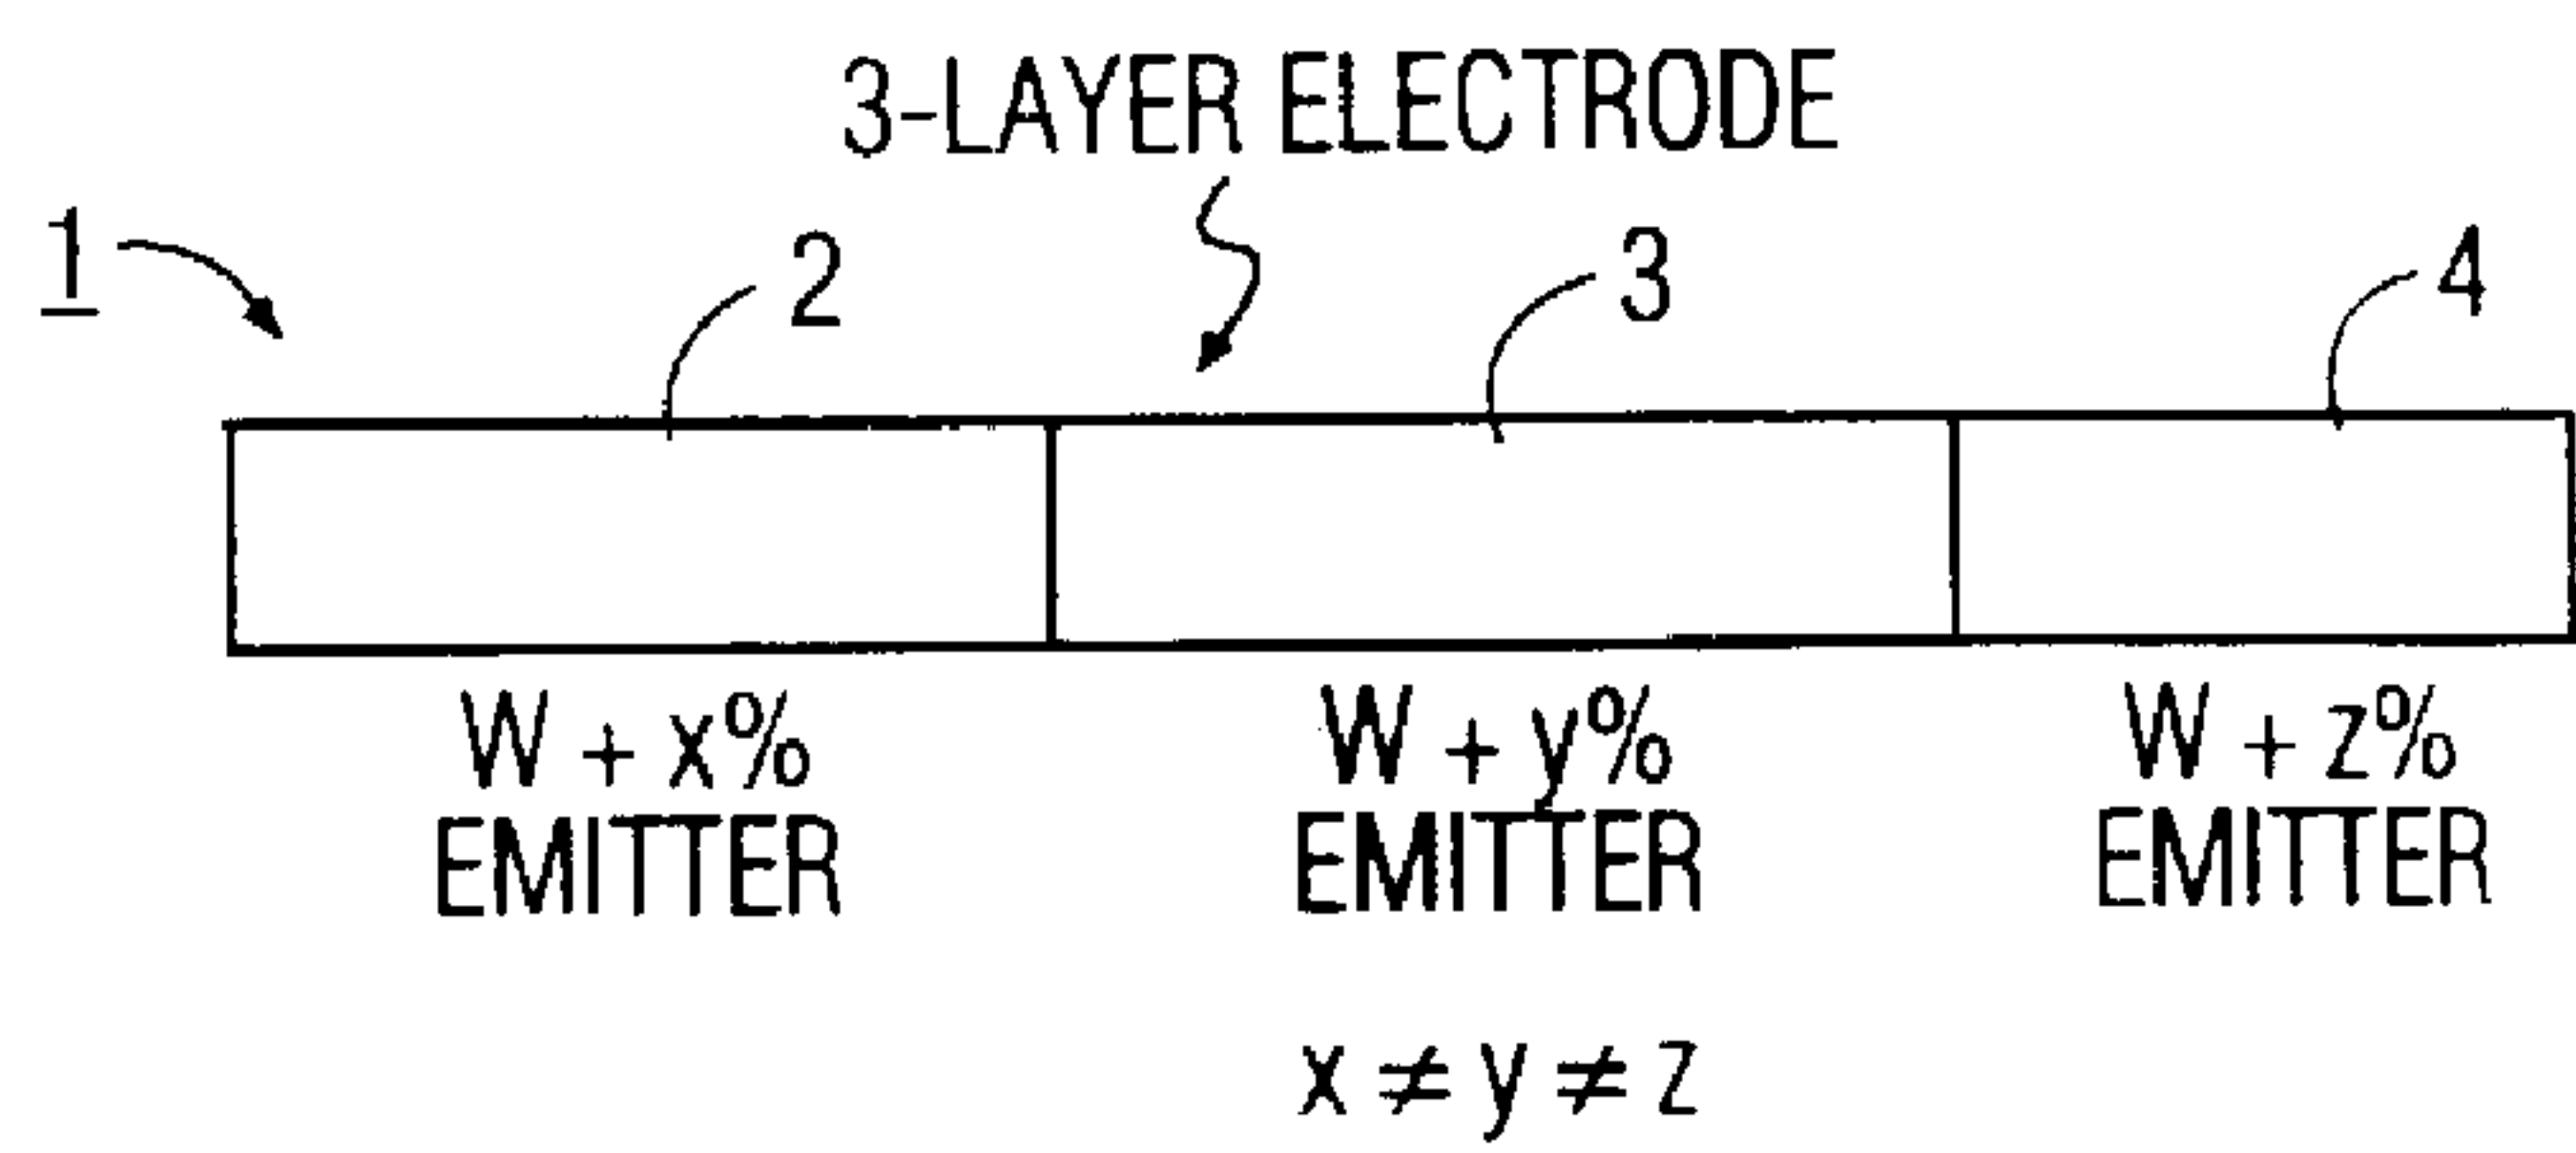 3-LAYER ELECTRODE
1
2
3
4
W + x%
EMITTER
W + y%
EMITTER
W + z%
EMITTER
x ≠ y ≠ z